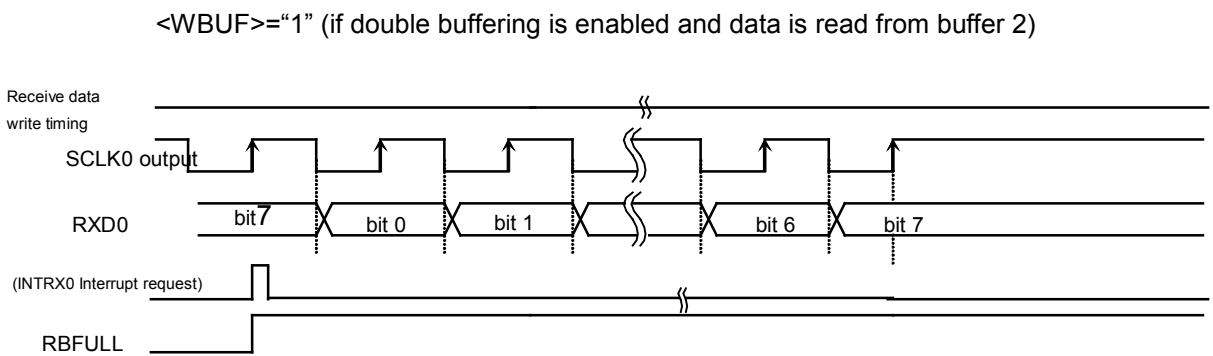 <WBUF>=“1” (if double buffering is enabled and data is read from buffer 2)
Receive data
write timing
SCLK0 output
RXD0
bit7
bit 0
bit 1
bit 6
bit 7
(INTRX0 Interrupt request)
RBFULL